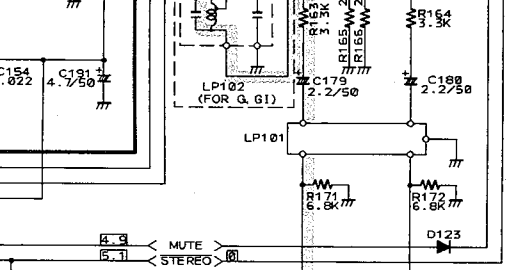 R163
3.3K
R165
R166
R164
3.3K
C154
.022
C191
4.7/50
LP102
(FOR G, GI)
C179
2.2/50
C180
2.2/50
LP101
R171
6.8K
R172
6.8K
D123
4.9
MUTE
5.1
STEREO
0